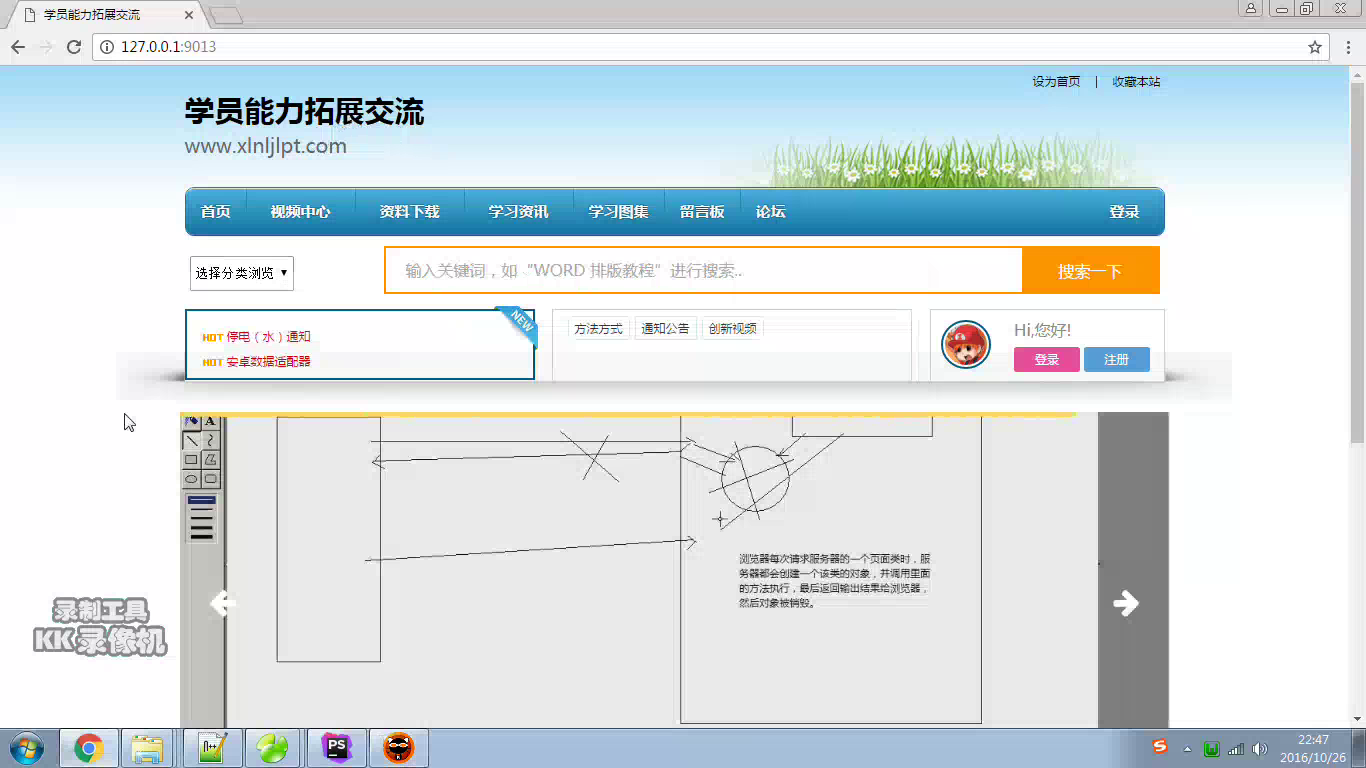 学员能力拓展交流
127.0.0.1:9013
设为首页 | 收藏本站
学员能力拓展交流
www.xlnljlpt.com
首页 视频中心 资料下载 学习资讯 学习图集 留言板 论坛 登录
选择分类浏览
输入关键词，如“WORD 排版教程”进行搜索..
搜索一下
NEW
HOT 停电（水）通知
HOT 安卓数据适配器
方法方式 通知公告 创新视频
Hi,您好!
登录 注册
A
浏览器每次请求服务器的一个页面类时，服
务器都会创建一个该类的对象，并调用里面
的方法执行，最后返回输出结果给浏览器，
然后对象被销毁。
录制工具
KK录像机
PS
22:47
2016/10/26